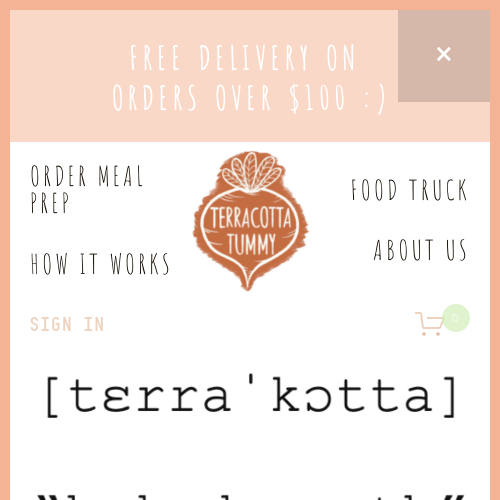 FREE DELIVERY ON
ORDERS OVER $100 :)
×
ORDER MEAL
PREP
HOW IT WORKS
TERRACOTTA
TUMMY
FOOD TRUCK
ABOUT US
SIGN IN
0
[tɛrraˈkɔtta]